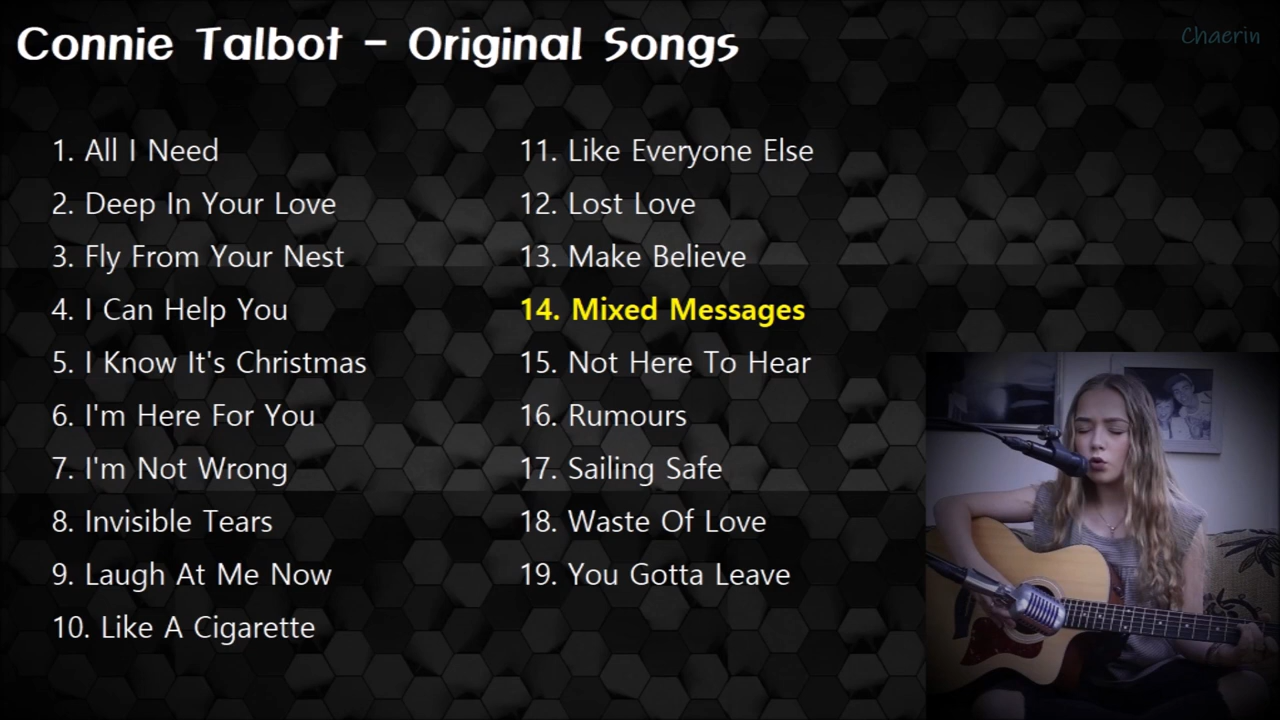 Connie Talbot - Original Songs
Chaerin
1. All I Need
2. Deep In Your Love
3. Fly From Your Nest
4. I Can Help You
5. I Know It's Christmas
6. I'm Here For You
7. I'm Not Wrong
8. Invisible Tears
9. Laugh At Me Now
10. Like A Cigarette
11. Like Everyone Else
12. Lost Love
13. Make Believe
14. Mixed Messages
15. Not Here To Hear
16. Rumours
17. Sailing Safe
18. Waste Of Love
19. You Gotta Leave